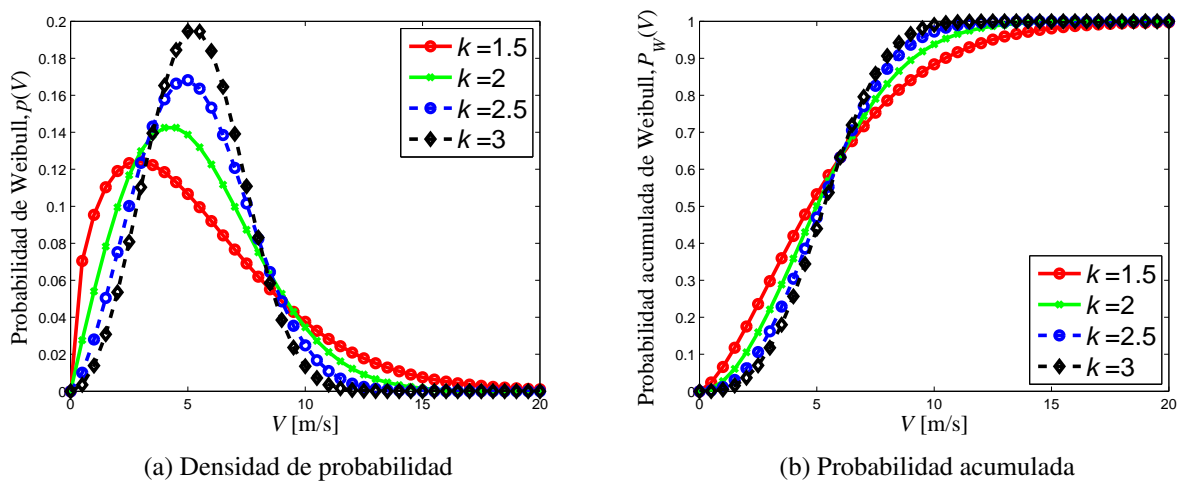 Probabilidad de Weibull, p(V)
0.2
0.18
0.16
0.14
0.12
0.1
0.08
0.06
0.04
0.02
0
0 5 10 15 20
V [m/s]
k=1.5
k=2
k=2.5
k=3
(a) Densidad de probabilidad
Probabilidad acumulada de Weibull, P_W(V)
1
0.9
0.8
0.7
0.6
0.5
0.4
0.3
0.2
0.1
0
0 5 10 15 20
V [m/s]
k=1.5
k=2
k=2.5
k=3
(b) Probabilidad acumulada